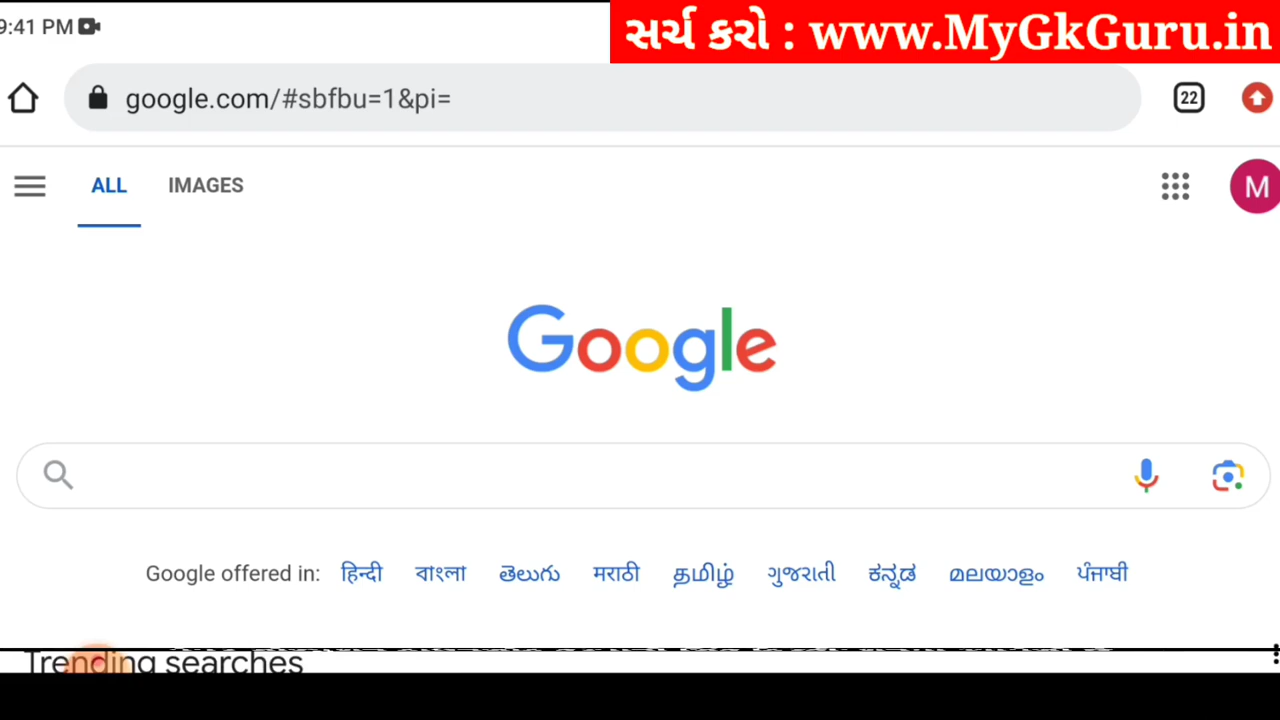 9:41 PM
સર્ચ કરો : www.MyGkGuru.in
google.com/#sbfbu=1&pi=
22
ALL IMAGES
M
Google
Google offered in: हिन्दी বাংলা తెలుగు मराठी தமிழ் ગુજરાતી ಕನ್ನಡ മലയാളം ਪੰਜਾਬੀ
Trending searches